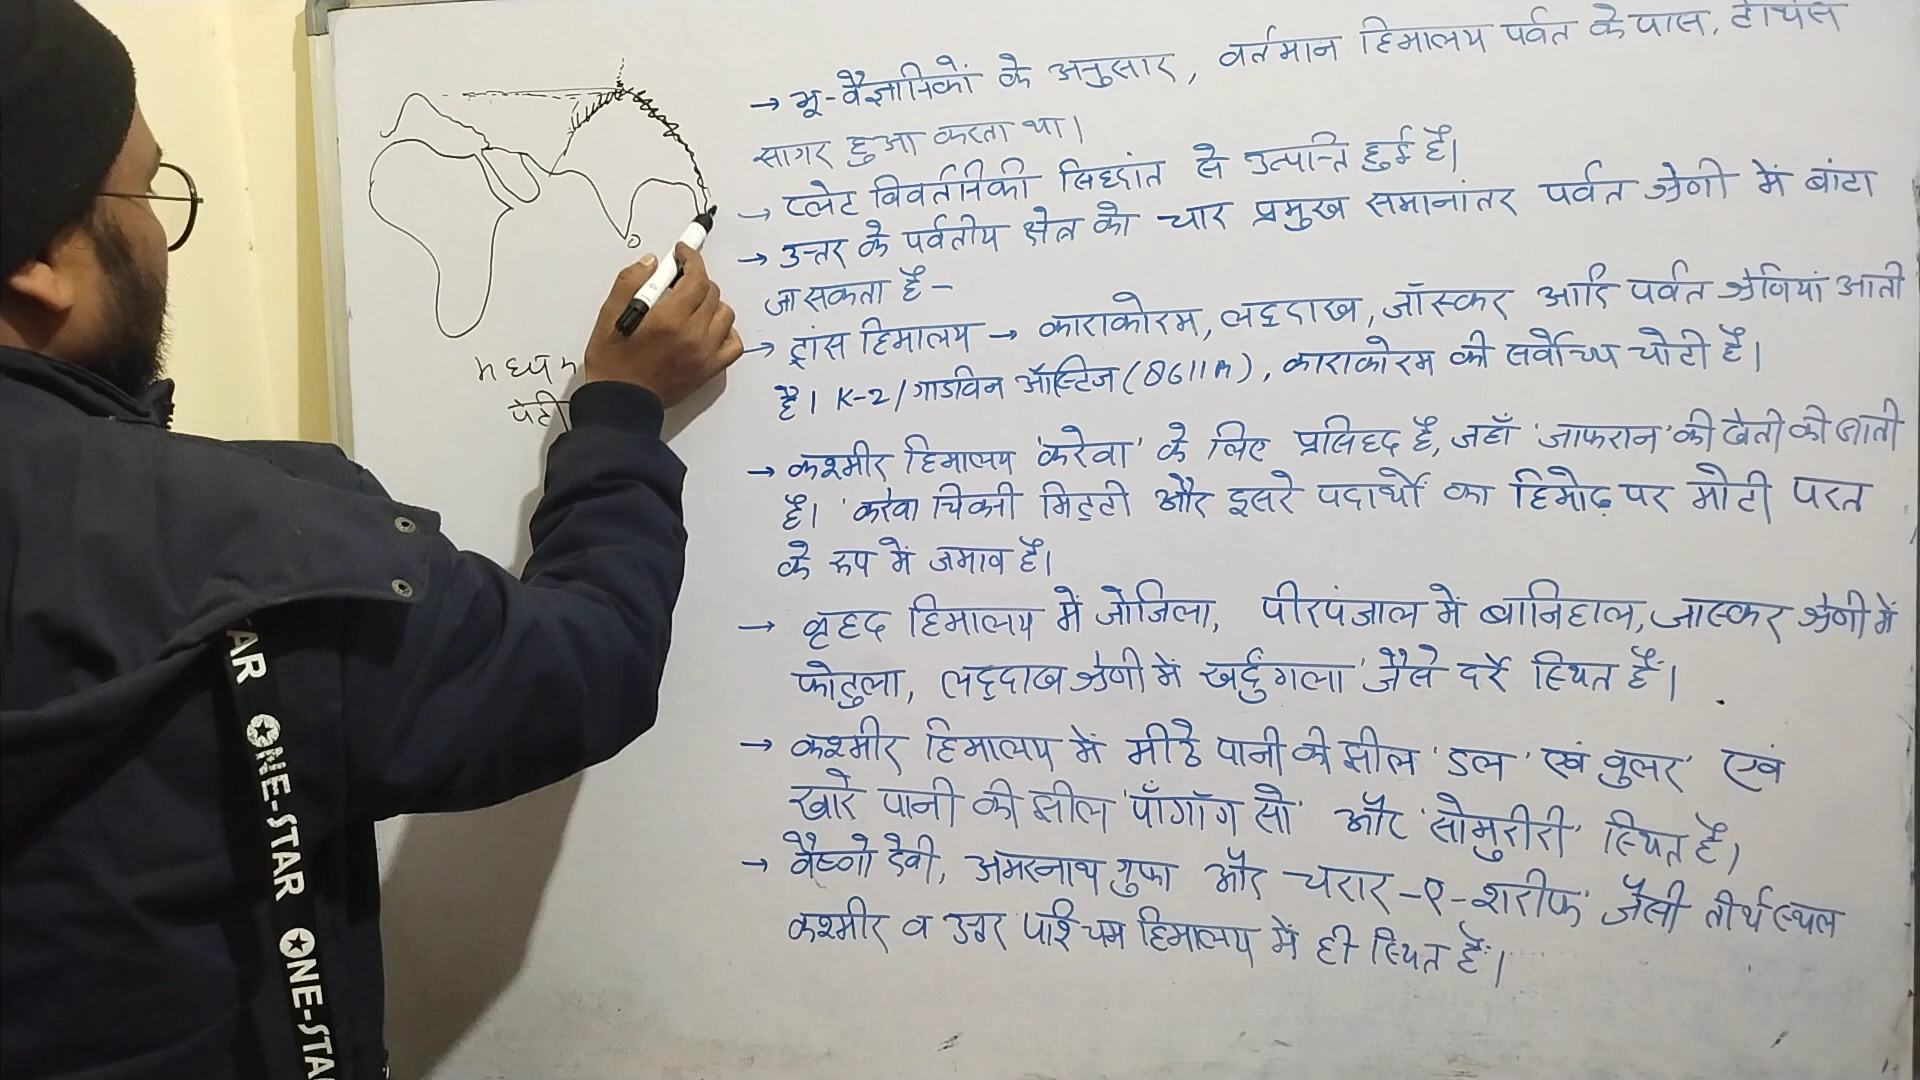 → भू-वैज्ञानिकों के अनुसार, वर्तमान हिमालय पर्वत के पास, टेथिस
सागर हुआ करता था।
→ प्लेट विवर्तनिकी सिध्दांत से उत्पत्ति हुई है।
→ उत्तर के पर्वतीय क्षेत्र को चार प्रमुख समानांतर पर्वत श्रेणी में बांटा
जा सकता है -
→ ट्रांस हिमालय → काराकोरम, लद्दाख, जॉस्कर आदि पर्वत श्रेणियां आती
है। K-2/गाडविन ऑस्टिज (8611m), काराकोरम की सर्वोच्च चोटी है।
→ कश्मीर हिमालय 'करेवा' के लिए प्रसिध्द है, जहाँ 'जाफरान' की खेती की जाती
है। 'करेवा चिकनी मिट्टी और दूसरे पदार्थों का हिमोढ़ पर मोटी परत
के रुप में जमाव है।
→ वृहद हिमालय में जोजिला, पीरपंजाल में बानिहाल, जास्कर श्रेणी में
फोटुला, लद्दाख श्रेणी में खर्दुंगला' जैसे दर्रे स्थित हैं।
→ कश्मीर हिमालय में मीठे पानी की झील 'डल' एवं वुलर' एवं
खारे पानी की झील 'पाँगाँग सो' और 'सोमुरीरी' स्थित है।
→ वैष्णो देवी, अमरनाथ गुफा और चरार-ए-शरीफ' जैसी तीर्थ स्थल
कश्मीर व उत्तर पश्चिम हिमालय में ही स्थित हैं।
पेटी
AR ONE-STAR ONE-STA